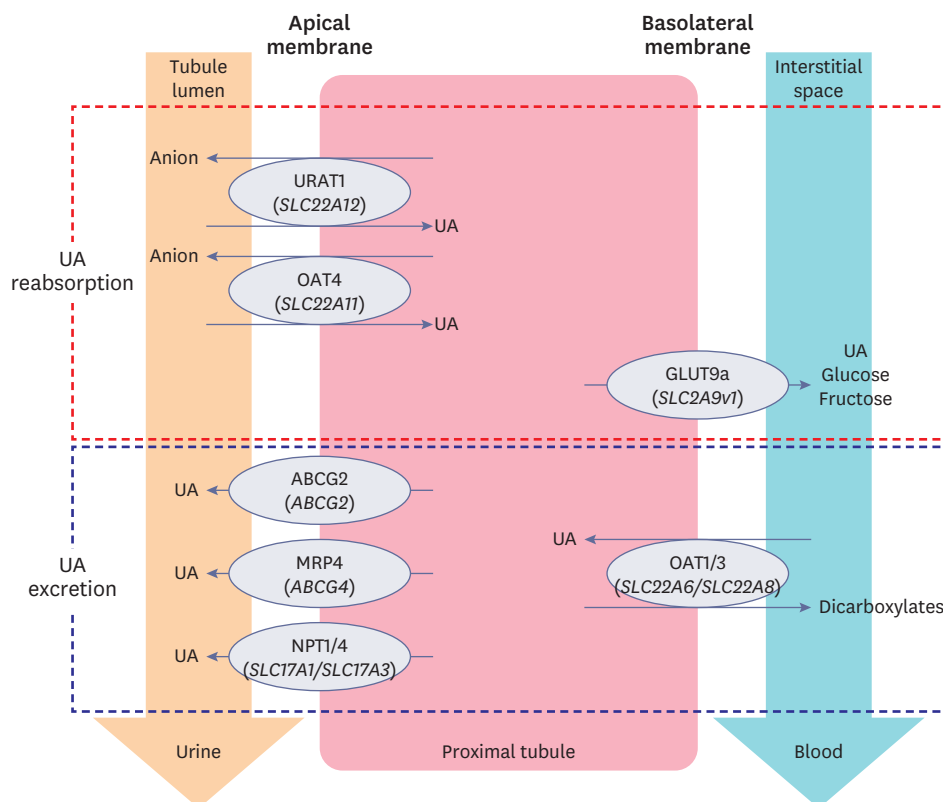 Apical
membrane
Basolateral
membrane
Tubule
lumen
Interstitial
space
UA
reabsorption
Anion
URAT1
(SLC22A12)
UA
Anion
OAT4
(SLC22A11)
UA
GLUT9a
(SLC2A9v1)
UA
Glucose
Fructose
UA
excretion
UA
ABCG2
(ABCG2)
UA
MRP4
(ABCG4)
UA
NPT1/4
(SLC17A1/SLC17A3)
UA
OAT1/3
(SLC22A6/SLC22A8)
Dicarboxylates
Urine
Proximal tubule
Blood